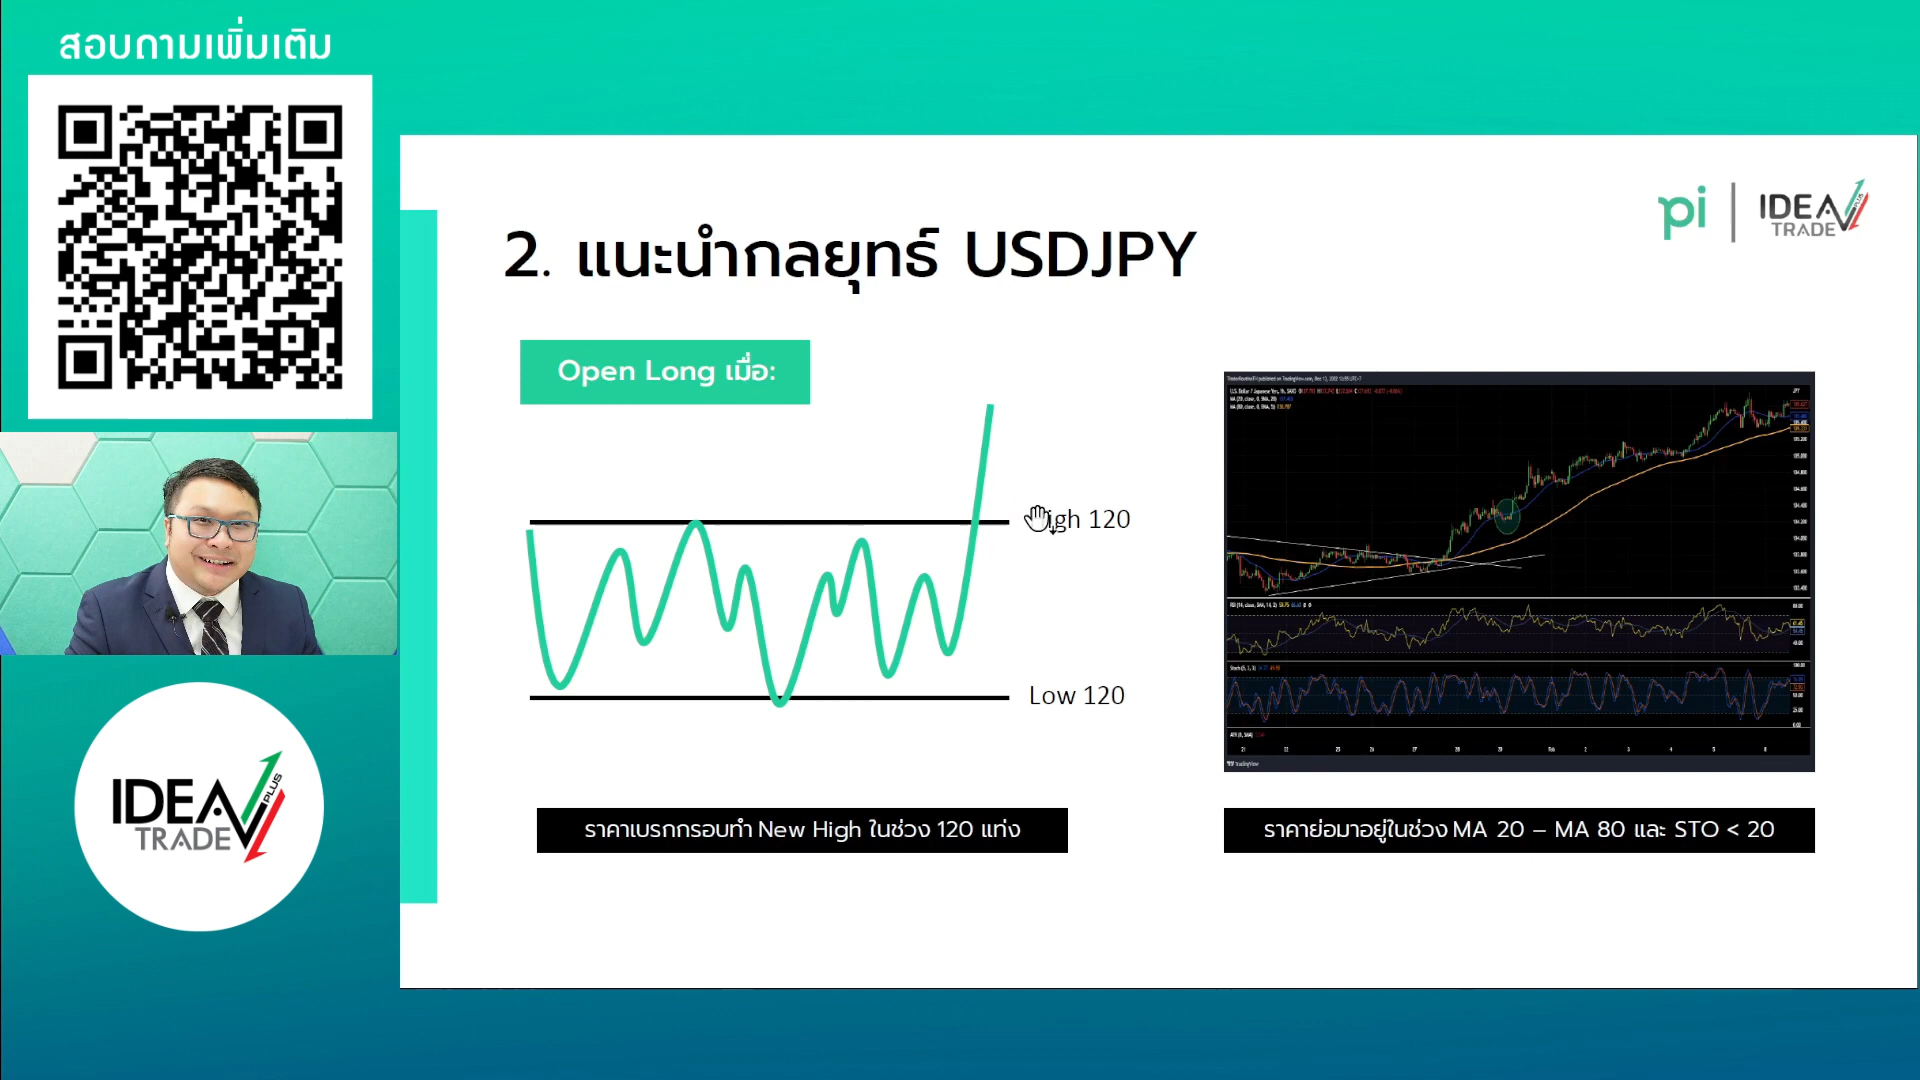 สอบถามเพิ่มเติม
pi
IDEA
TRADE
PLUS
2. แนะนำกลยุทธ์ USDJPY
Open Long เมื่อ:
High 120
Low 120
ราคาเบรกกรอบทำ New High ในช่วง 120 แท่ง
ราคาย่อมาอยู่ในช่วง MA 20 – MA 80 และ STO < 20
IDEA
TRADE
PLUS